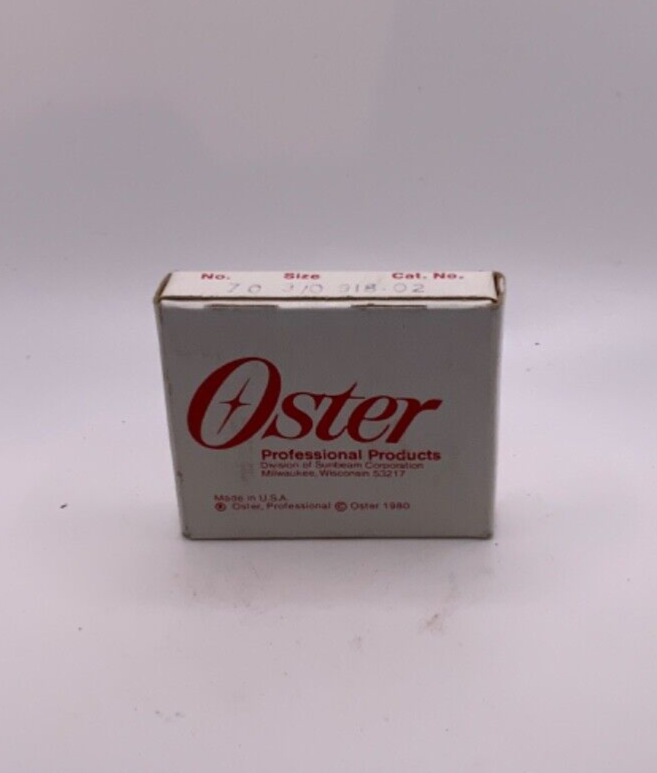 No. Size Cat. No.
70 3/0 918-02
Oster
Professional Products
Division of Sunbeam Corporation
Milwaukee, Wisconsin 53217
Made in U.S.A.
® Oster, Professional © Oster 1980